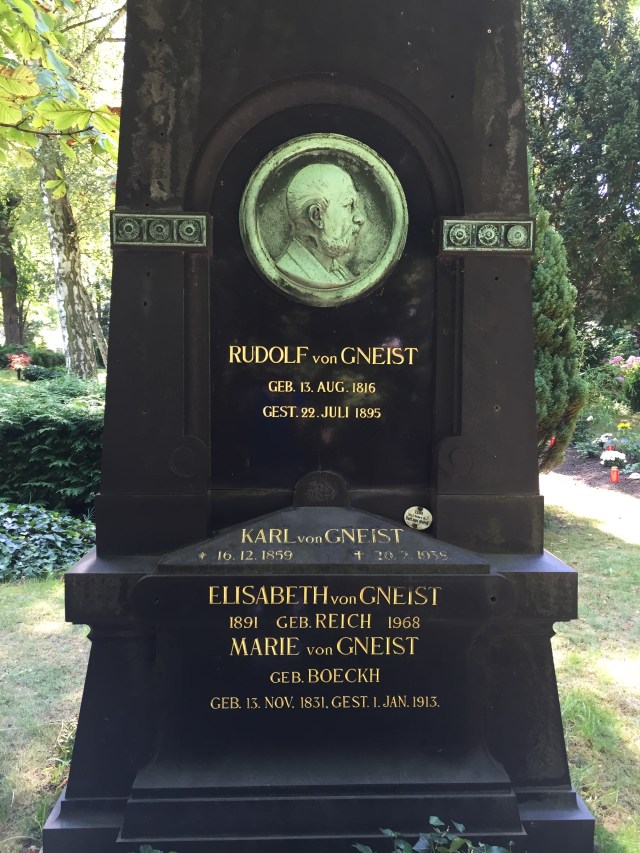 RUDOLF von GNEIST
GEB. 13. AUG. 1816
GEST. 22. JULI 1895
KARL von GNEIST
* 16.12.1859 + 20.7.1938
ELISABETH von GNEIST
1891 GEB. REICH 1968
MARIE von GNEIST
GEB. BOECKH
GEB. 13. NOV. 1831. GEST. 1. JAN. 1913.